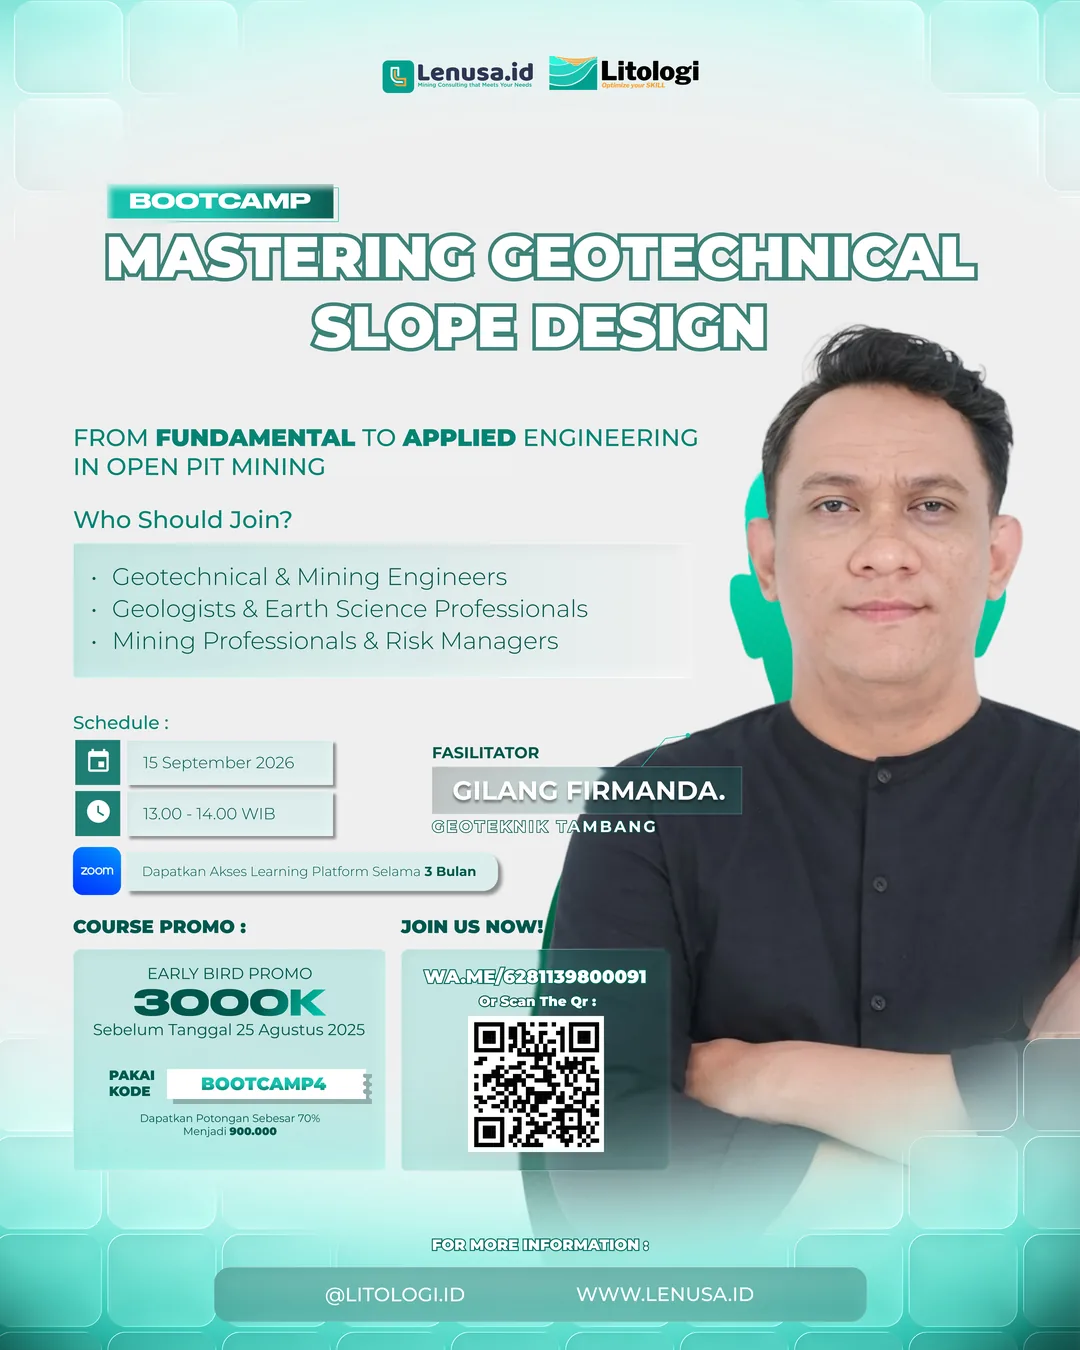 Lenusa.id
Mining Consulting that Meets Your Needs
Litologi
Optimize your SKILL
BOOTCAMP
MASTERING GEOTECHNICAL
SLOPE DESIGN
FROM FUNDAMENTAL TO APPLIED ENGINEERING
IN OPEN PIT MINING
Who Should Join?
• Geotechnical & Mining Engineers
• Geologists & Earth Science Professionals
• Mining Professionals & Risk Managers
Schedule :
15 September 2026
13.00 - 14.00 WIB
zoom
Dapatkan Akses Learning Platform Selama 3 Bulan
FASILITATOR
GILANG FIRMANDA.
GEOTEKNIK TAMBANG
COURSE PROMO :
EARLY BIRD PROMO
3000K
Sebelum Tanggal 25 Agustus 2025
PAKAI
KODE
BOOTCAMP4
Dapatkan Potongan Sebesar 70%
Menjadi 900.000
JOIN US NOW!
WA.ME/6281139800091
Or Scan The Qr :
FOR MORE INFORMATION :
@LITOLOGI.ID
WWW.LENUSA.ID